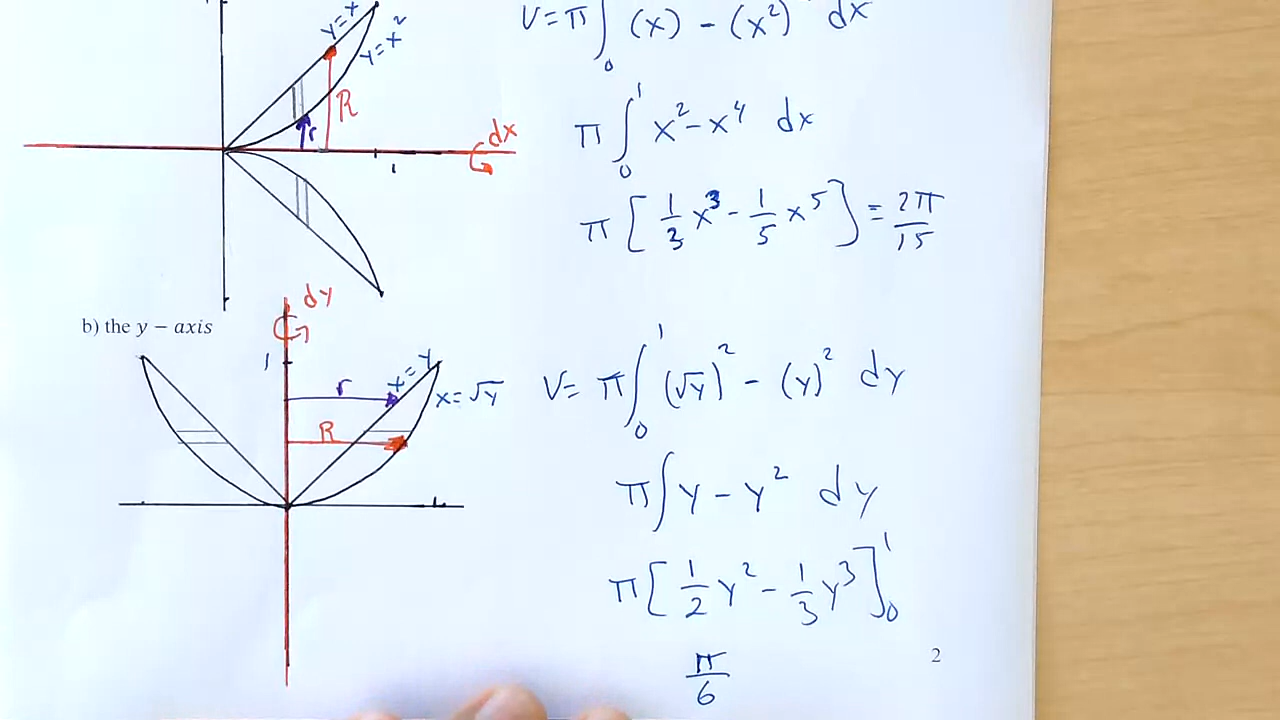 y=x
y=x²
R
r
dx
1
V=π∫₀ (x) - (x²) dx
π∫₀¹ x²-x⁴ dx
π[1/3 x³ - 1/5 x⁵] = 2π/15
b) the y − axis
dy
1
r
x=y
x=√y
R
1
V= π∫₀¹ (√y)² - (y)² dy
π∫y - y² dy
π[1/2 y² - 1/3 y³]₀¹
π/6
2